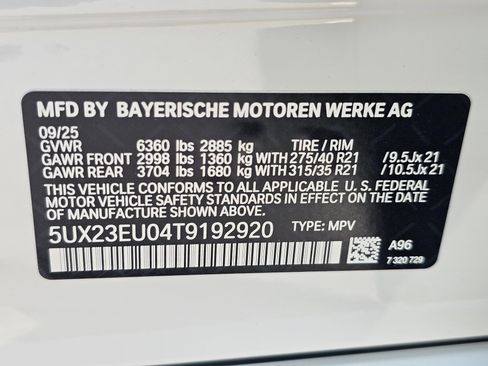 MFD BY BAYERISCHE MOTOREN WERKE AG
09/25
GVWR 6360 lbs 2885 kg TIRE / RIM
GAWR FRONT 2998 lbs 1360 kg WITH 275/40 R21 /9.5Jx21
GAWR REAR 3704 lbs 1680 kg WITH 315/35 R21 /10.5Jx21
THIS VEHICLE CONFORMS TO ALL APPLICABLE U. S. FEDERAL
MOTOR VEHICLE SAFETY STANDARDS IN EFFECT ON THE DATE
OF MANUFACTURE SHOWN ABOVE.
5UX23EU04T9192920 TYPE: MPV
A96
7 320 729